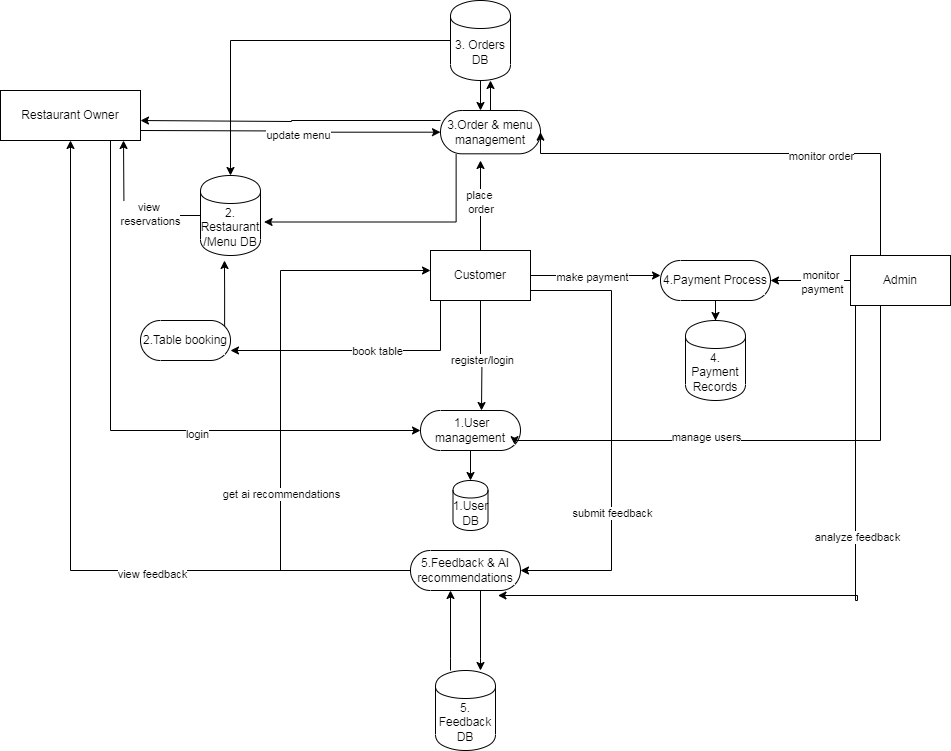 3. Orders
DB
Restaurant Owner
3.Order & menu
management
update menu
monitor order
view
reservations
2.
Restaurant
/Menu DB
place
order
Customer
make payment
4.Payment Process
monitor
payment
Admin
2.Table booking
book table
register/login
4.
Payment
Records
1.User
management
login
manage users
1.User
DB
get ai recommendations
submit feedback
analyze feedback
5.Feedback & AI
recommendations
view feedback
5.
Feedback
DB